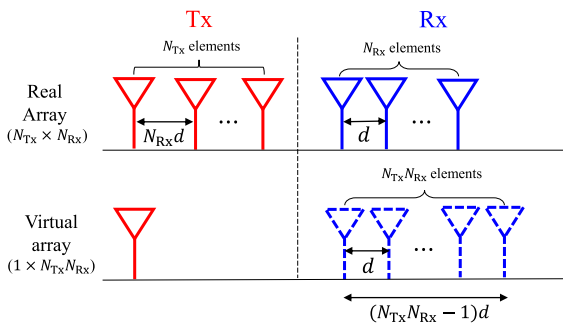 Tx
Rx
N_Tx elements
N_Rx elements
Real
Array
(N_Tx × N_Rx)
N_Rx d
...
d
...
N_Tx N_Rx elements
Virtual
array
(1 × N_Tx N_Rx)
d
...
(N_Tx N_Rx − 1)d